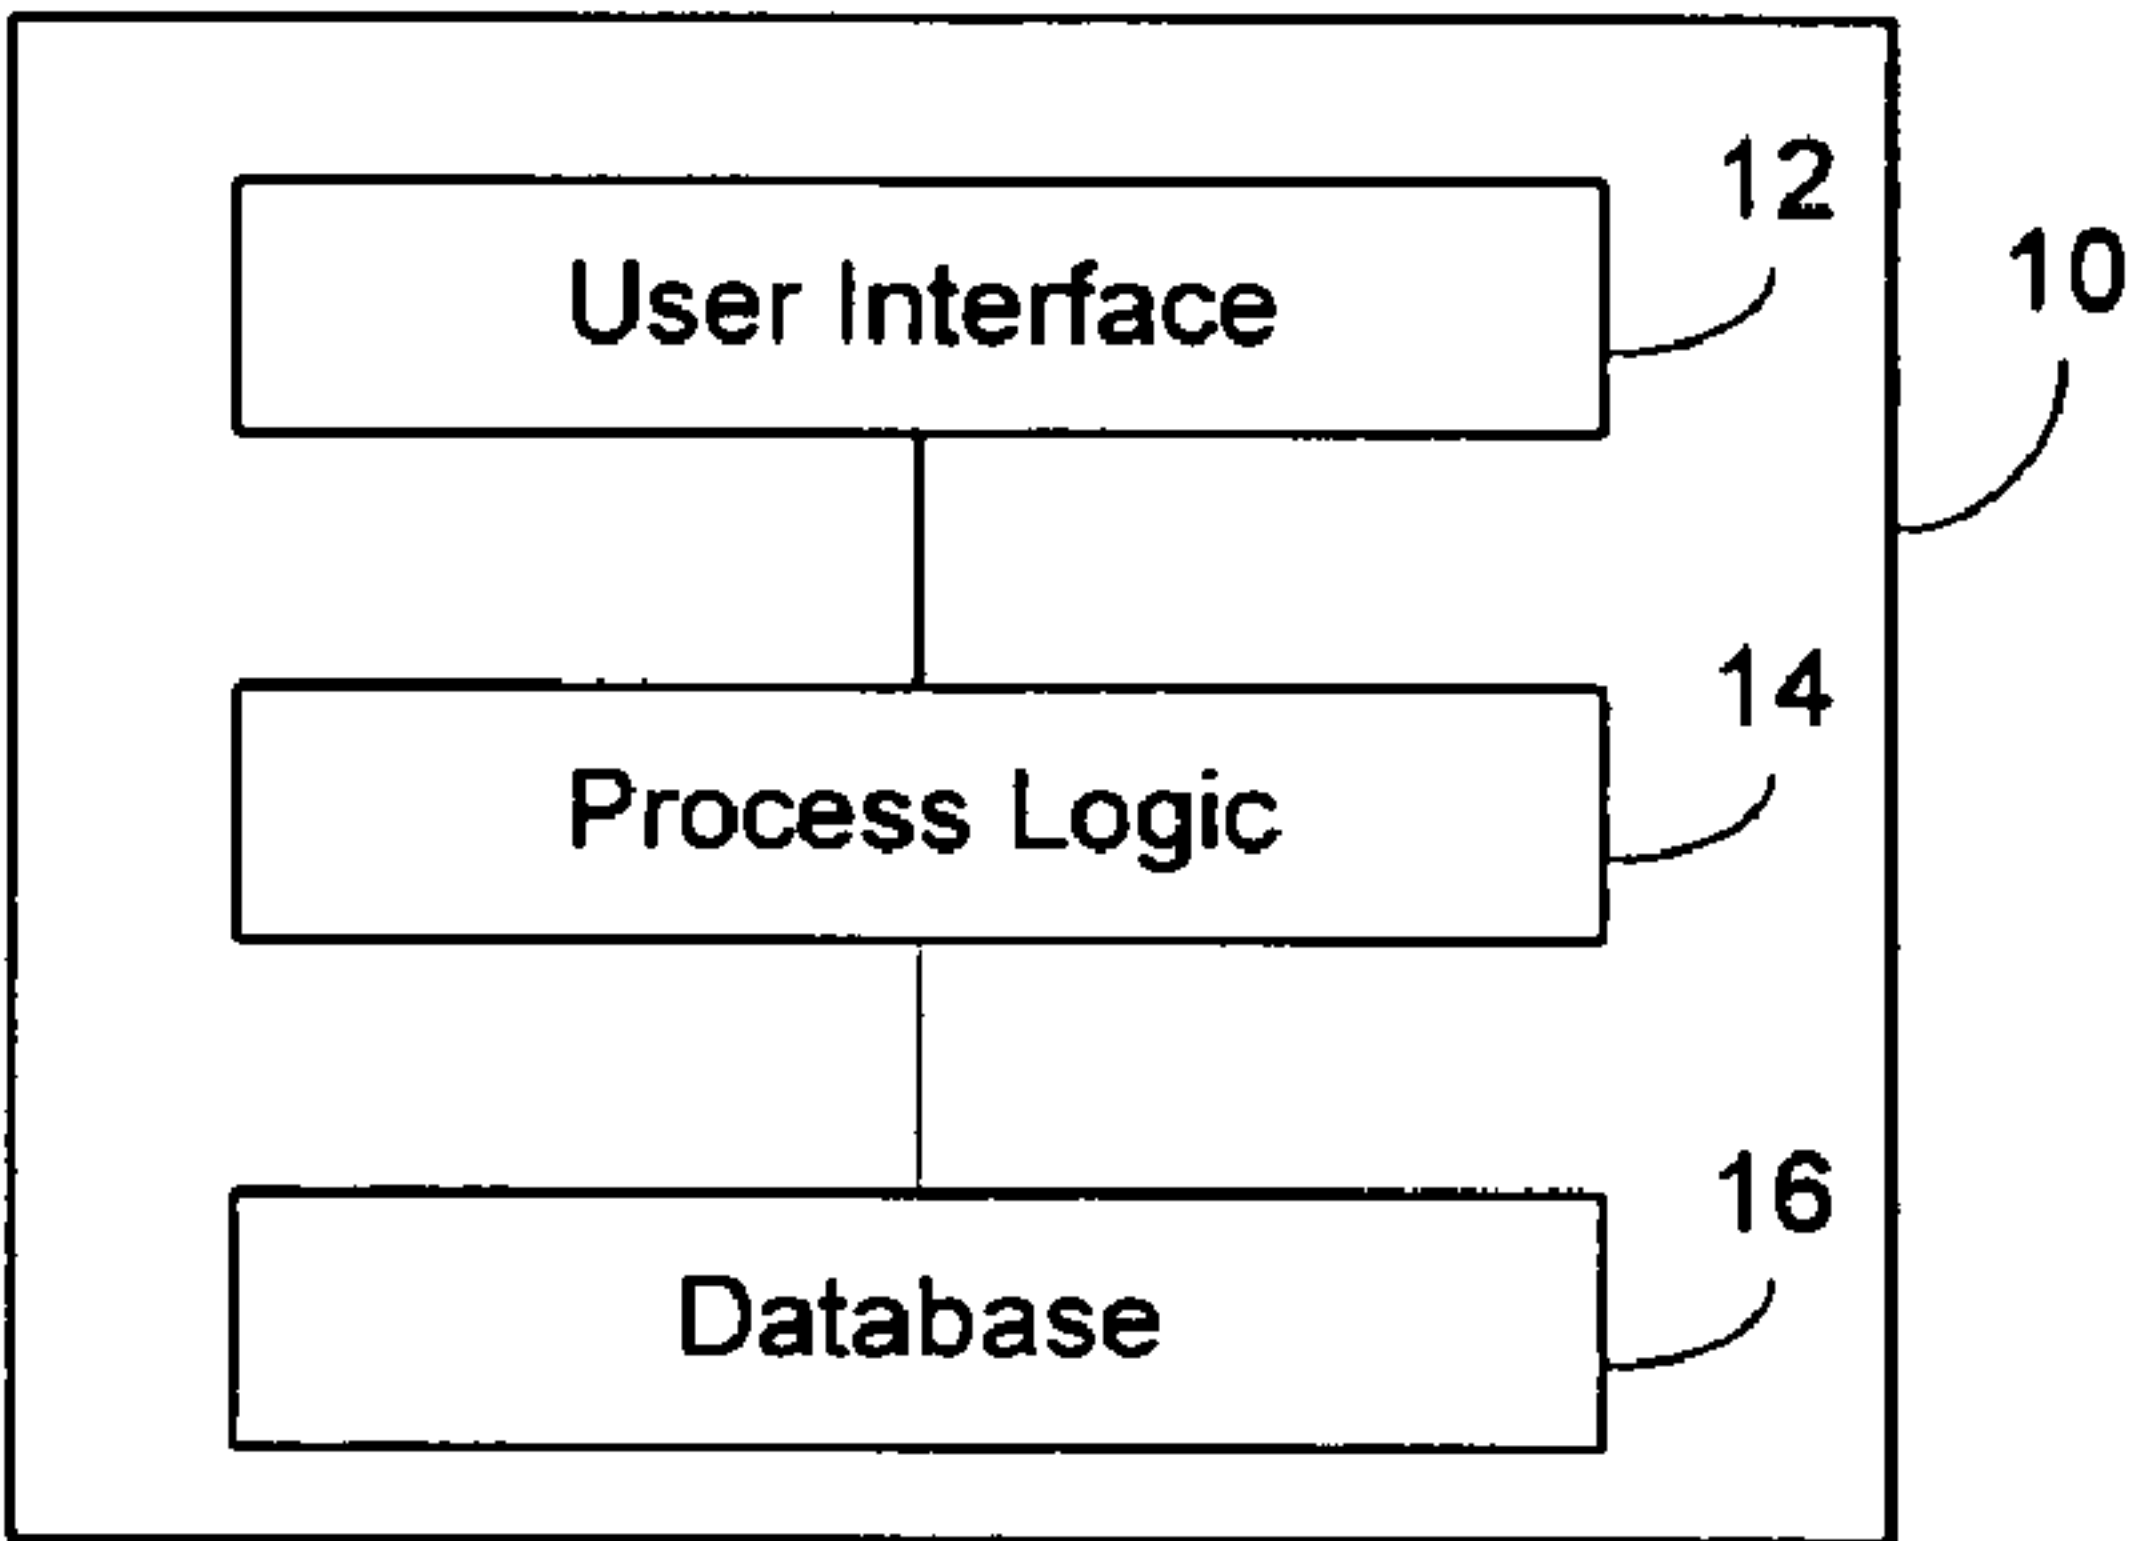 12
10
User Interface
14
Process Logic
16
Database